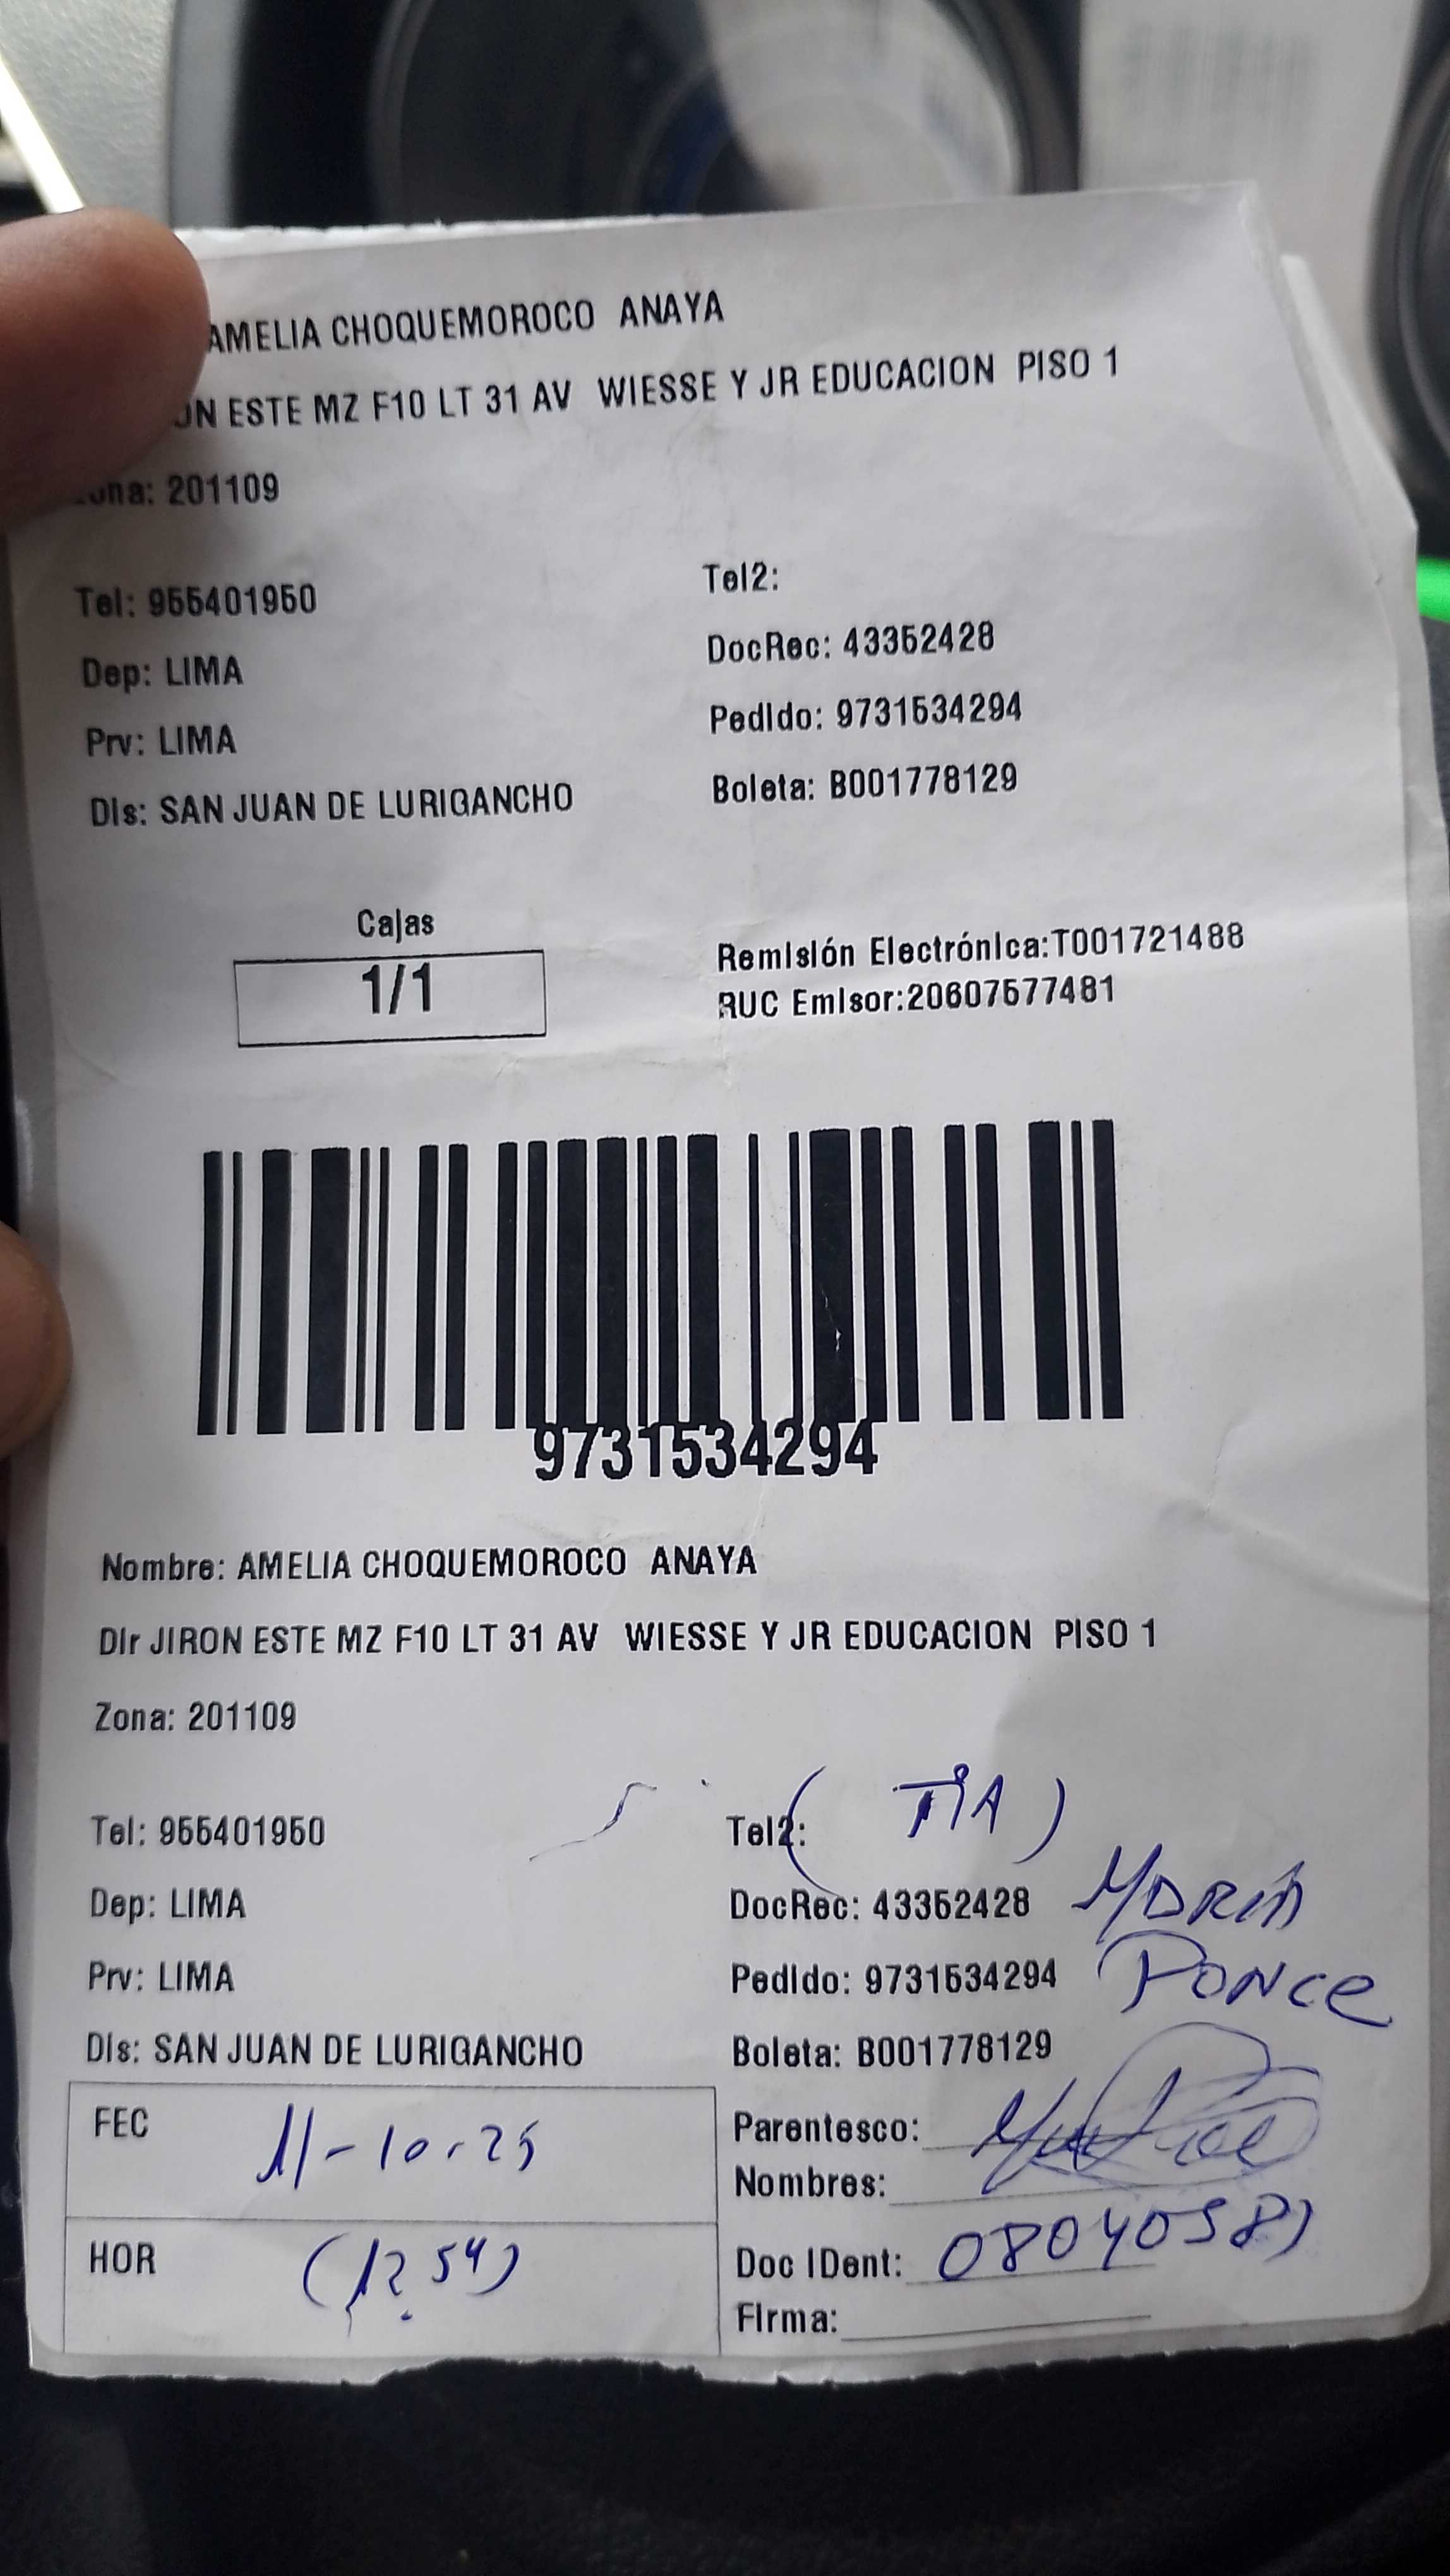 AMELIA CHOQUEMOROCO ANAYA
ESTE MZ F10 LT 31 AV WIESSE Y JR EDUCACION PISO 1
Zona: 201109
Tel: 955401950
Tel2:
Dep: LIMA
DocRec: 43352428
Prv: LIMA
Pedido: 9731534294
Dis: SAN JUAN DE LURIGANCHO
Boleta: B001778129
Cajas
1/1
Remisión Electrónica:T001721488
RUC Emisor:20607577481
9731534294
Nombre: AMELIA CHOQUEMOROCO ANAYA
Dir JIRON ESTE MZ F10 LT 31 AV WIESSE Y JR EDUCACION PISO 1
Zona: 201109
Tel: 955401950
Tel2: (TIA)
Dep: LIMA
DocRec: 43352428 MARIA
Prv: LIMA
Pedido: 9731534294 PONCE
Dis: SAN JUAN DE LURIGANCHO
Boleta: B001778129
FEC 11-10-25
Parentesco:
Nombres:
HOR (12 54)
Doc IDent:
Firma: